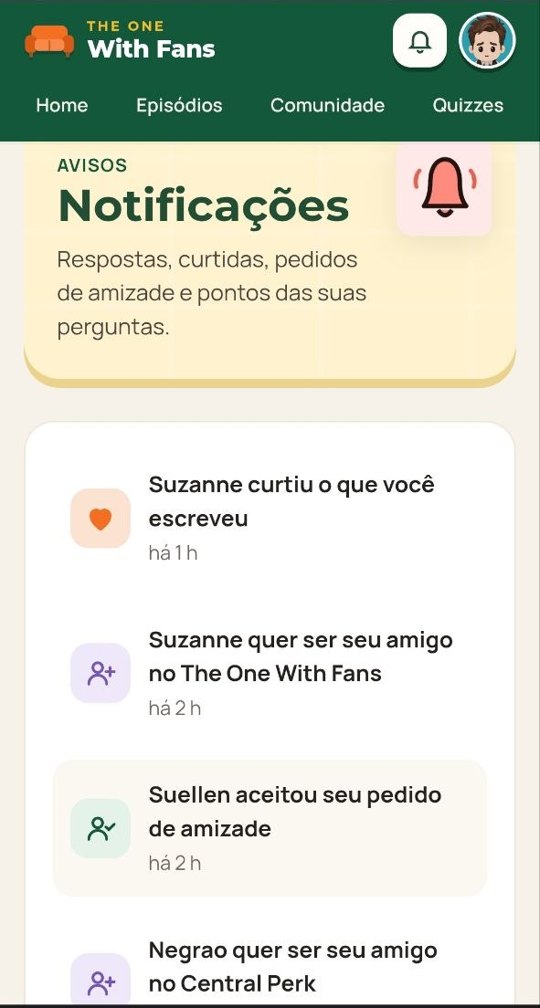 THE ONE
With Fans
Home Episódios Comunidade Quizzes
AVISOS
Notificações
Respostas, curtidas, pedidos
de amizade e pontos das suas
perguntas.
Suzanne curtiu o que você
escreveu
há 1 h
Suzanne quer ser seu amigo
no The One With Fans
há 2 h
Suellen aceitou seu pedido
de amizade
há 2 h
Negrao quer ser seu amigo
no Central Perk